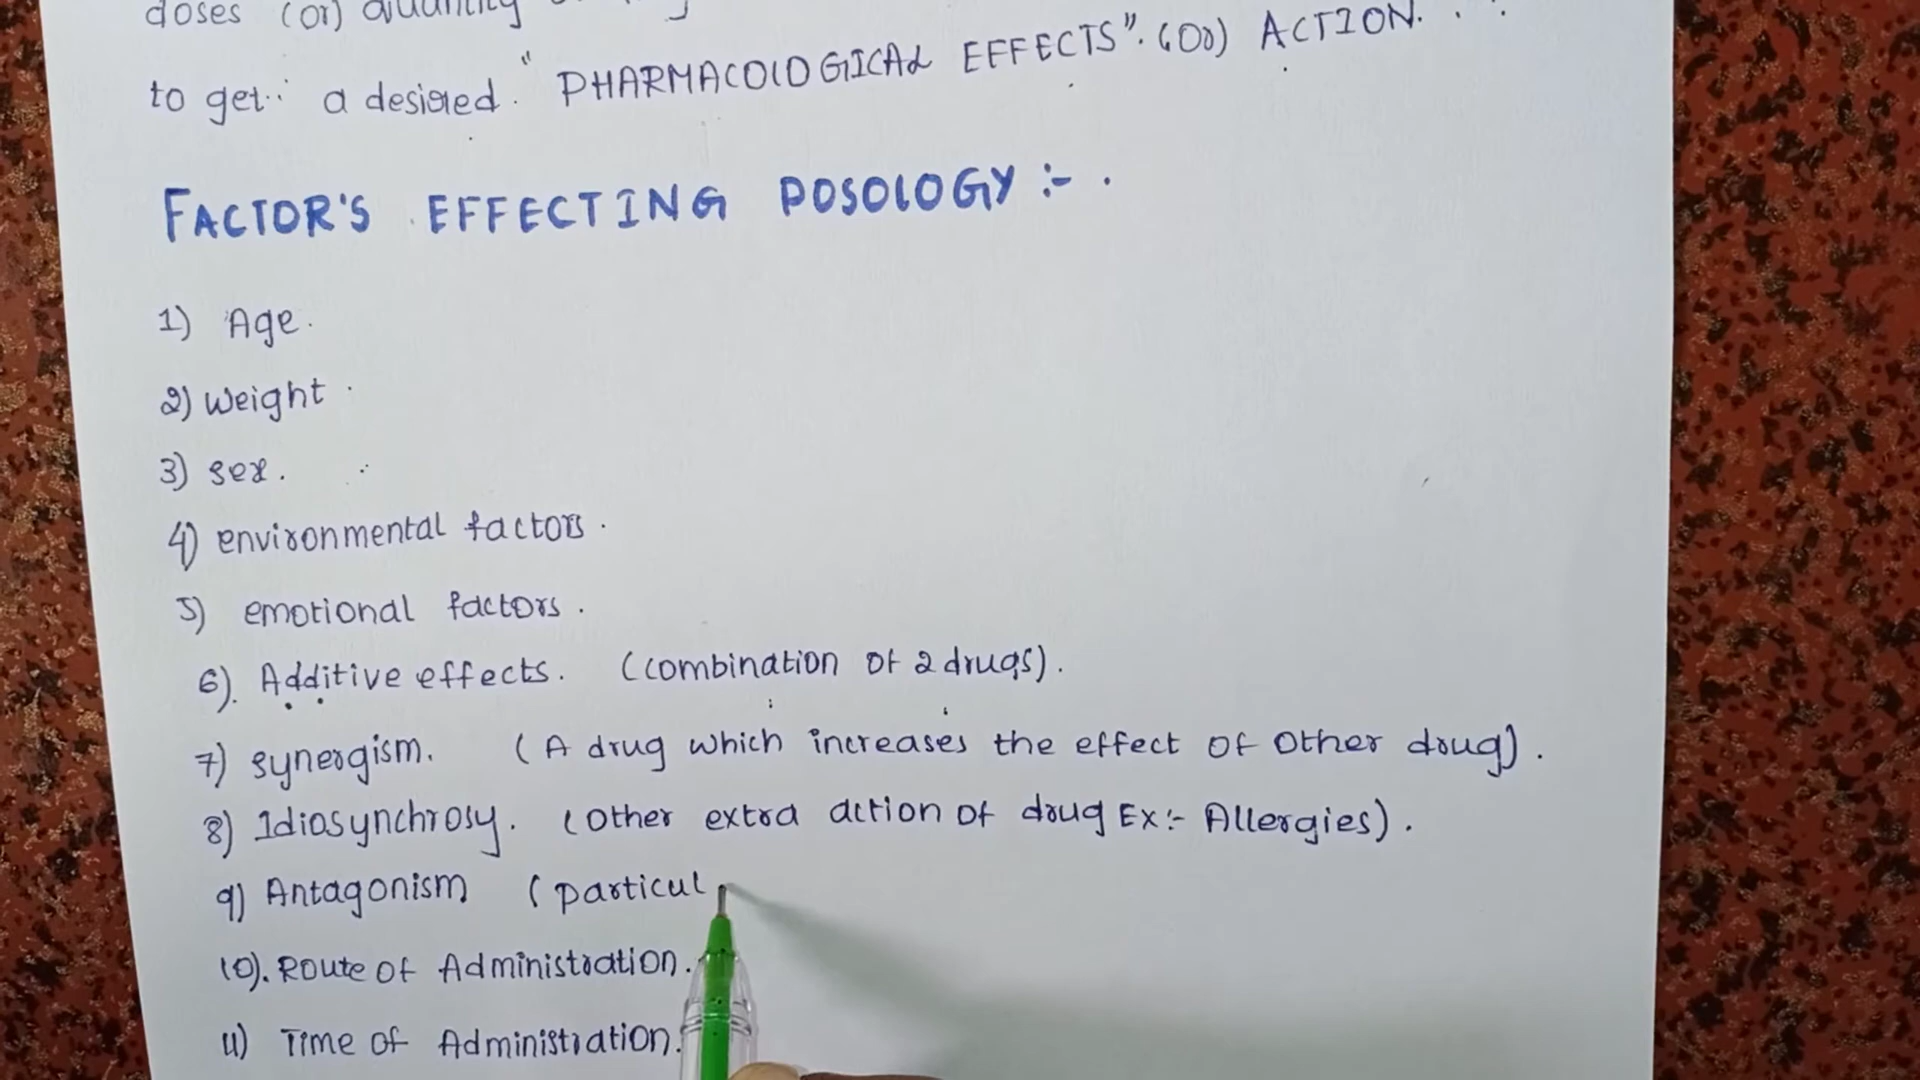 doses (or) quantity
to get a desired "PHARMACOLOGICAL EFFECTS". (Or) ACTION.
FACTOR'S EFFECTING POSOLOGY :-
1) Age.
2) weight
3) sex.
4) environmental factors.
5) emotional factors.
6). Additive effects. (combination of 2 drugs).
7) synergism. (A drug which increases the effect of Other drug).
8) Idiosynchrosy. (Other extra action of drug Ex:- Allergies).
9) Antagonism (particul
10). Route of Administration.
11) Time of Administration.